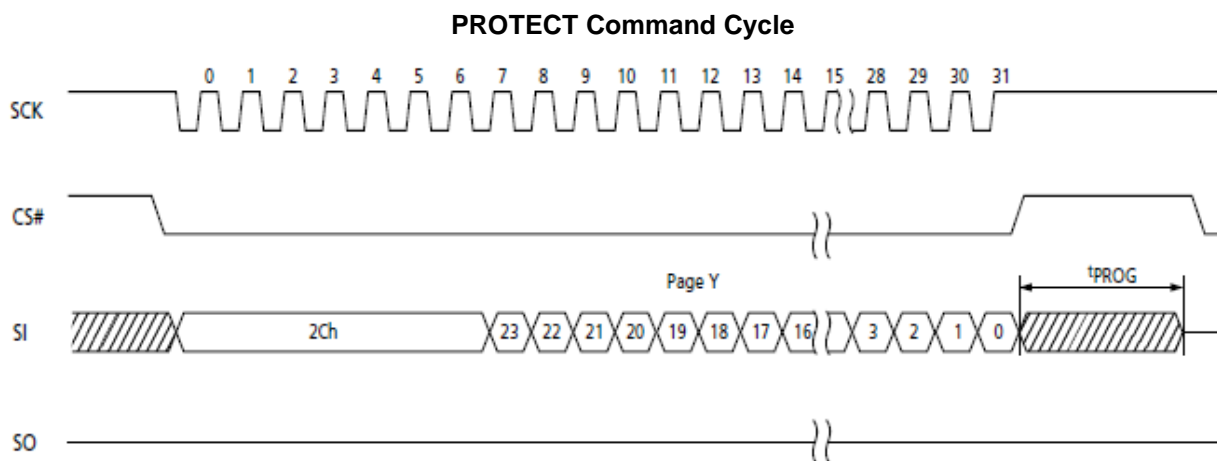 PROTECT Command Cycle
0 1 2 3 4 5 6 7 8 9 10 11 12 13 14 15 28 29 30 31
SCK
CS#
Page Y
tPROG
SI 2Ch 23 22 21 20 19 18 17 16 3 2 1 0
SO